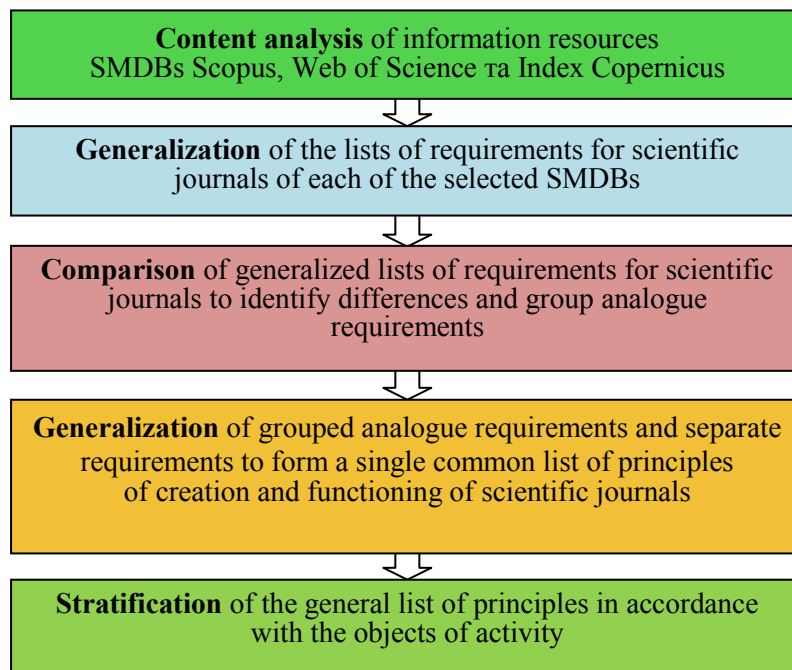 Content analysis of information resources
SMDBs Scopus, Web of Science та Index Copernicus
Generalization of the lists of requirements for scientific
journals of each of the selected SMDBs
Comparison of generalized lists of requirements for scientific
journals to identify differences and group analogue
requirements
Generalization of grouped analogue requirements and separate
requirements to form a single common list of principles
of creation and functioning of scientific journals
Stratification of the general list of principles in accordance
with the objects of activity